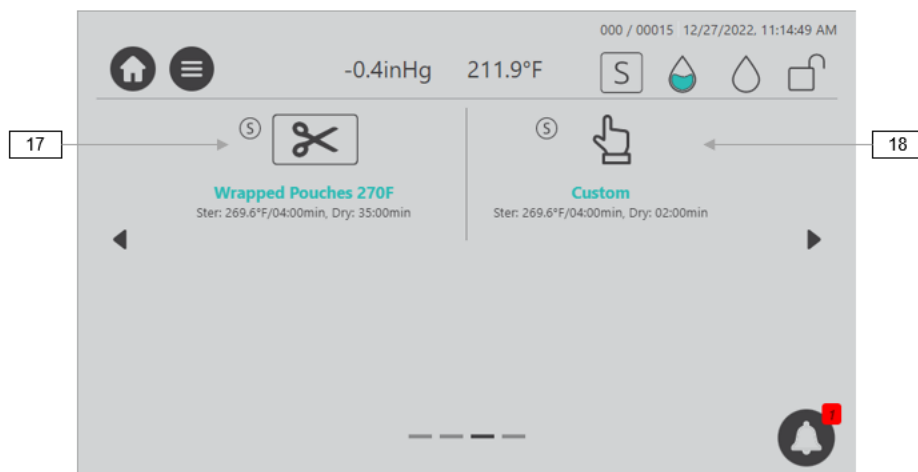 000 / 00015 12/27/2022, 11:14:49 AM
-0.4inHg 211.9°F S
17
S
S
18
Wrapped Pouches 270F
Ster: 269.6°F/04:00min, Dry: 35:00min
Custom
Ster: 269.6°F/04:00min, Dry: 02:00min
1